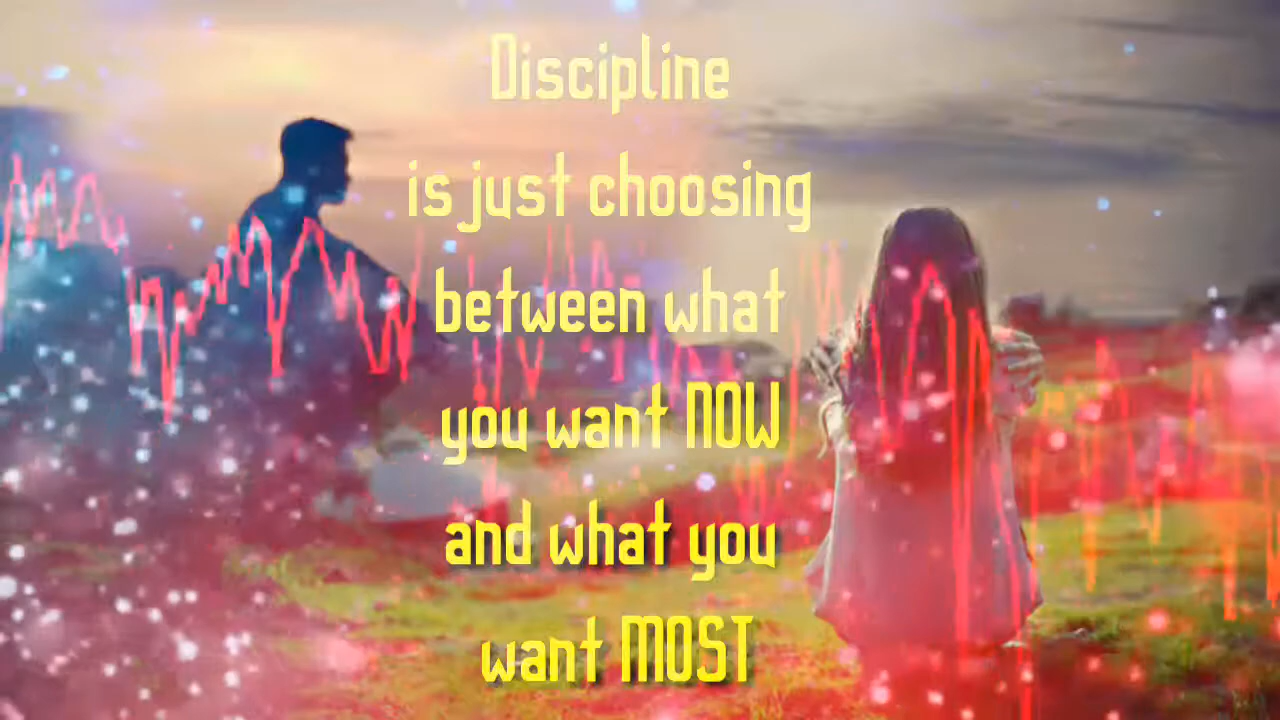 Discipline
is just choosing
between what
you want NOW
and what you
want MOST